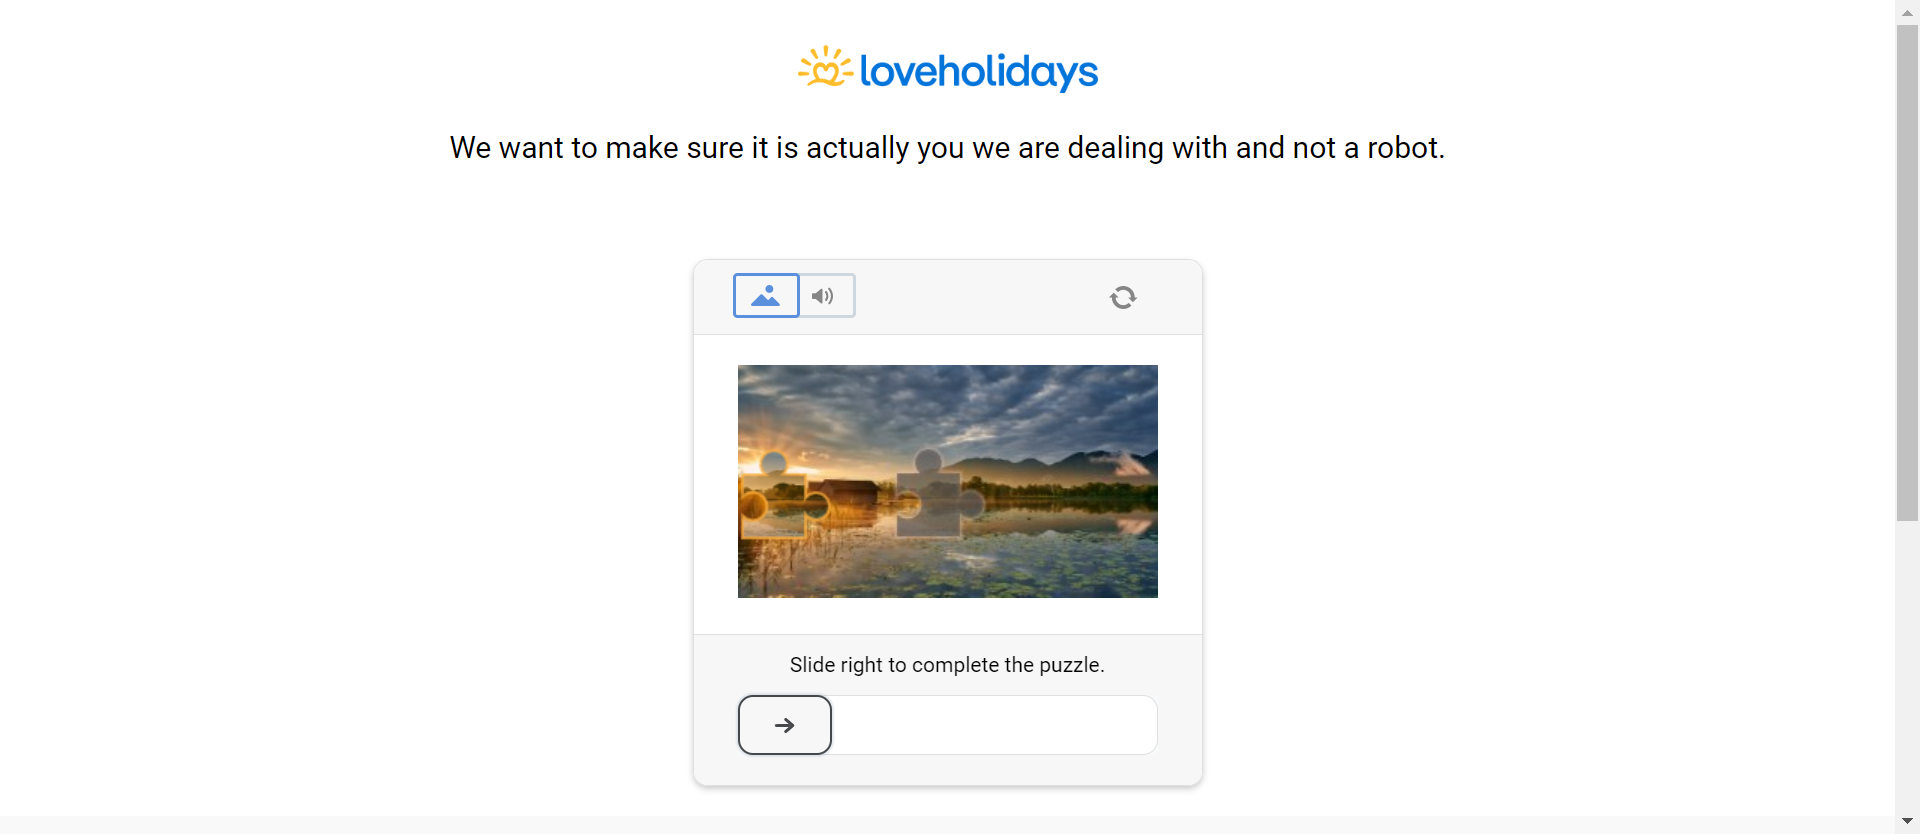 loveholidays
We want to make sure it is actually you we are dealing with and not a robot.
Slide right to complete the puzzle.